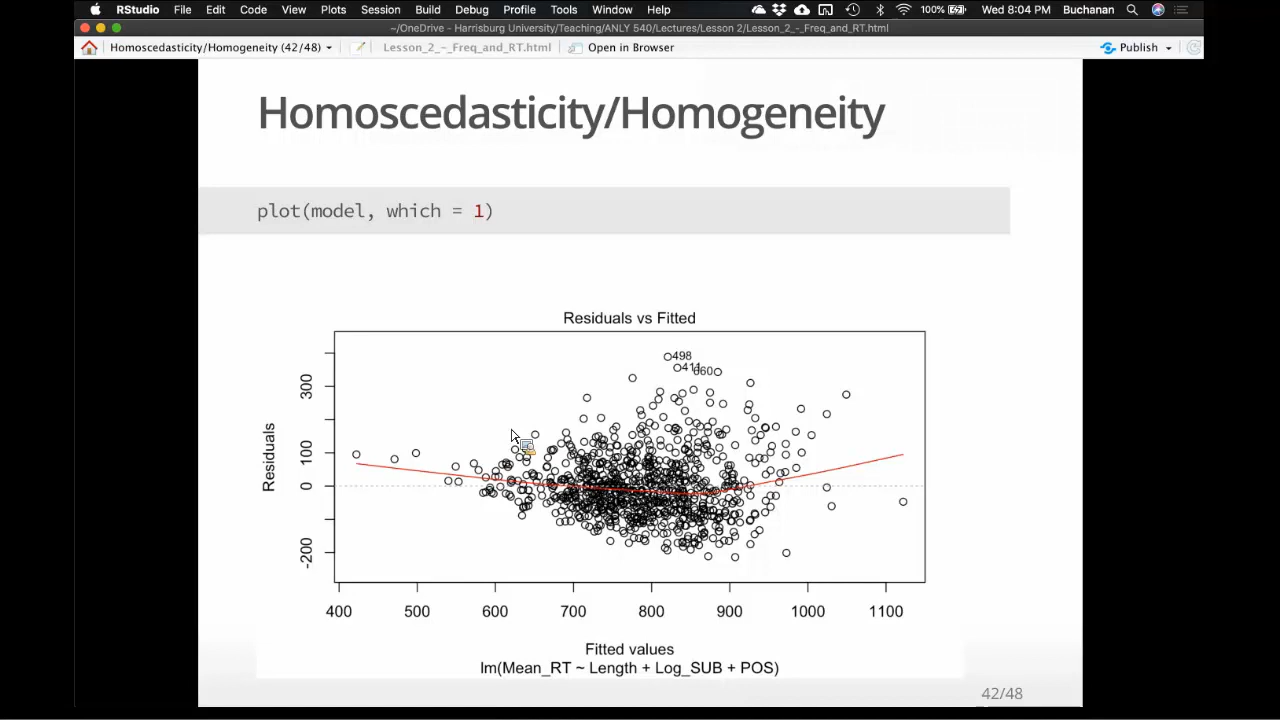 RStudio File Edit Code View Plots Session Build Debug Profile Tools Window Help 100% Wed 8:04 PM Buchanan
~/OneDrive - Harrisburg University/Teaching/ANLY 540/Lectures/Lesson 2/Lesson_2_-_Freq_and_RT.html
Homoscedasticity/Homogeneity (42/48) Lesson_2_-_Freq_and_RT.html Open in Browser Publish
Homoscedasticity/Homogeneity
plot(model, which = 1)
Residuals vs Fitted
498
411
660
300
100
0
-200
Residuals
400 500 600 700 800 900 1000 1100
Fitted values
lm(Mean_RT ~ Length + Log_SUB + POS)
42/48